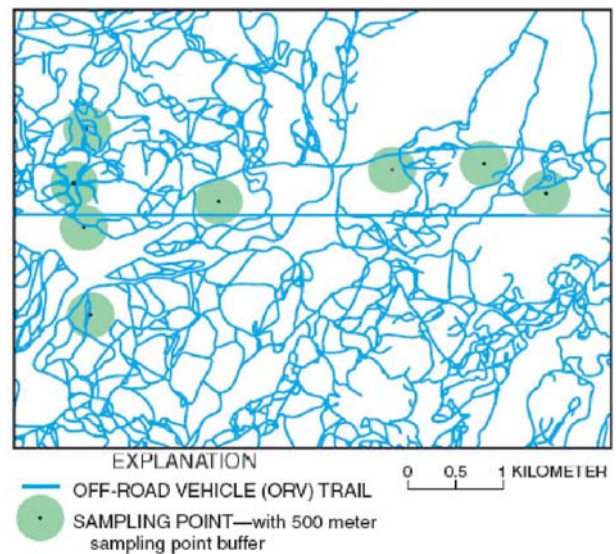 EXPLANATION
OFF-ROAD VEHICLE (ORV) TRAIL
SAMPLING POINT—with 500 meter
sampling point buffer
0 0.5 1 KILOMETER